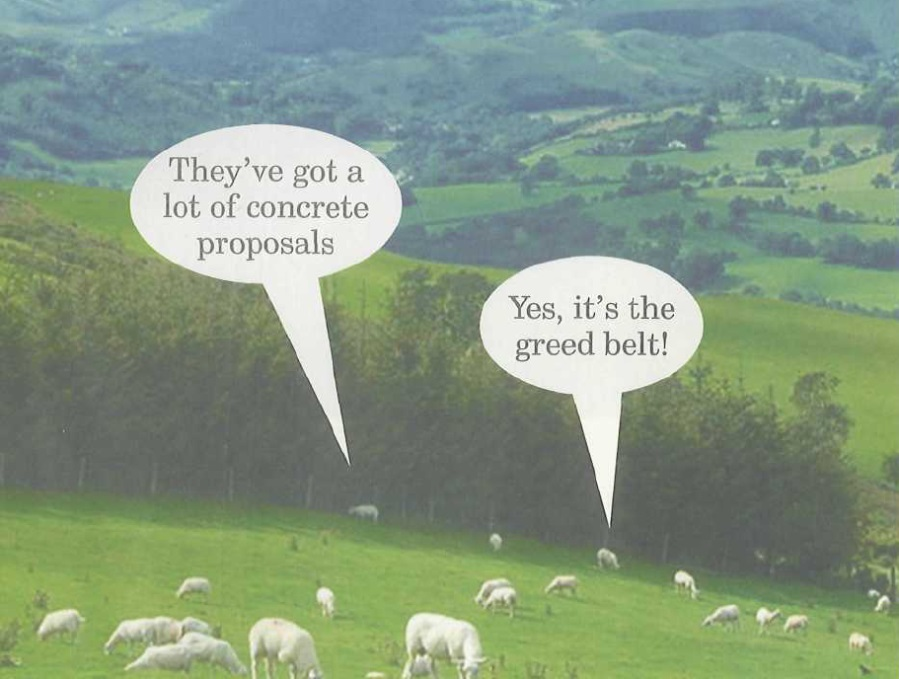 They've got a
lot of concrete
proposals
Yes, it's the
greed belt!